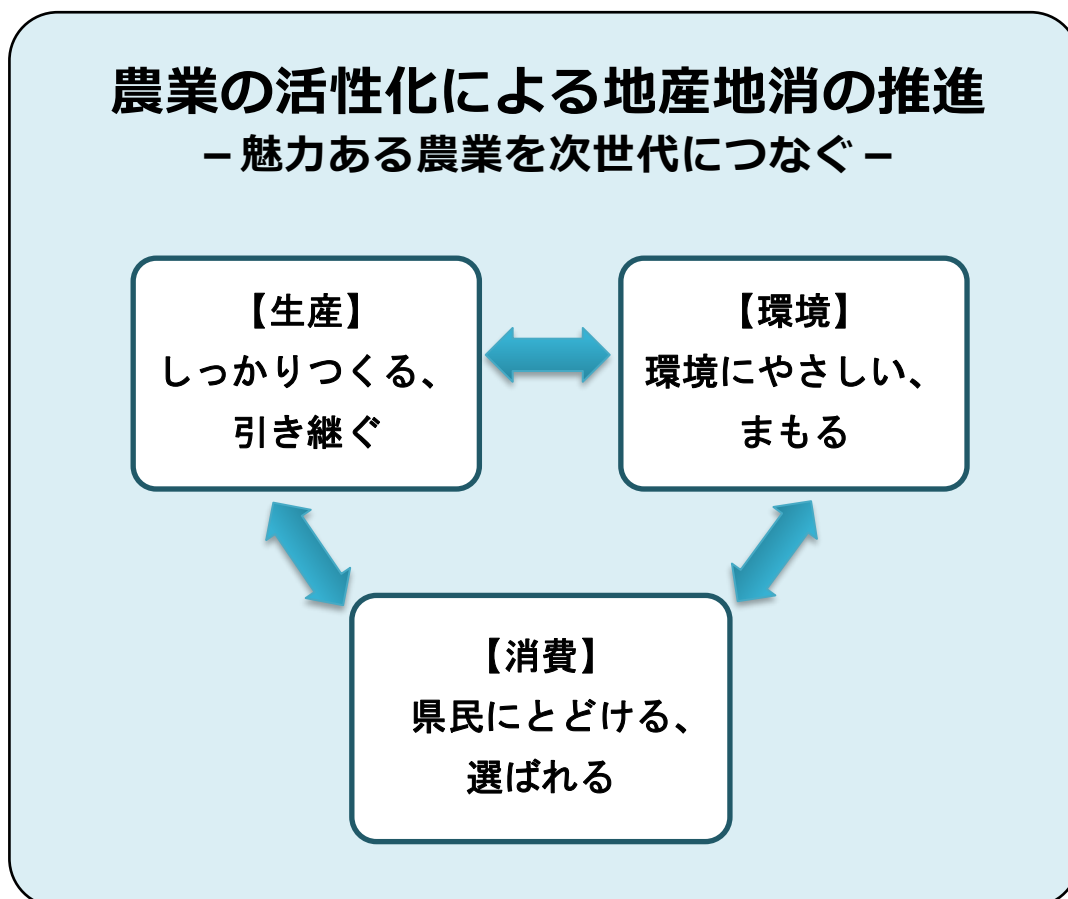 農業の活性化による地産地消の推進
－魅力ある農業を次世代につなぐ－
【生産】
しっかりつくる、
引き継ぐ
【環境】
環境にやさしい、
まもる
【消費】
県民にとどける、
選ばれる